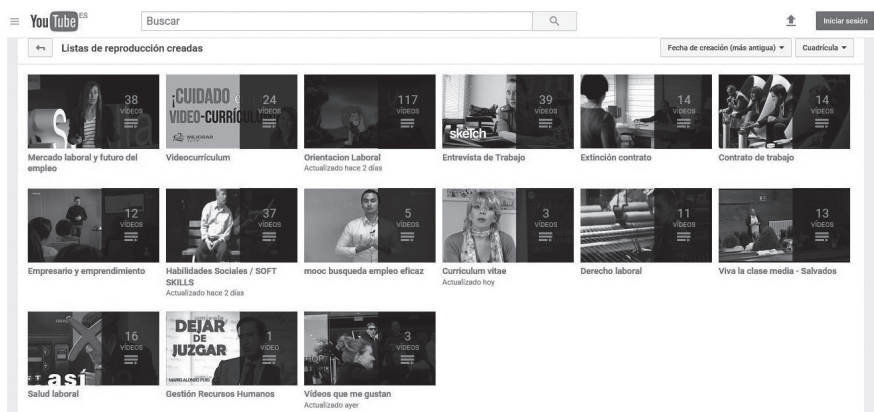 YouTube ES
Buscar
Iniciar sesión
Listas de reproducción creadas
Fecha de creación (más antigua)
Cuadrícula
38
VÍDEOS
S.
Mercado laboral y futuro del
empleo
¡CUIDADO
VIDEO-CURRÍCUL
MEJORAR
24
VÍDEOS
Videocurrículum
117
VÍDEOS
Orientacion Laboral
Actualizado hace 2 días
sketch
39
VÍDEOS
Entrevista de Trabajo
14
VÍDEOS
Extinción contrato
14
VÍDEOS
Contrato de trabajo
12
VÍDEOS
Empresario y emprendimiento
37
VÍDEOS
Habilidades Sociales / SOFT
SKILLS
Actualizado hace 2 días
5
VÍDEOS
mooc busqueda empleo eficaz
3
VÍDEOS
Curriculum vitae
Actualizado hoy
11
VÍDEOS
Derecho laboral
13
VÍDEOS
Viva la clase media - Salvados
así
16
VÍDEOS
Salud laboral
DEJAR
DE
JUZGAR
MARIO ALONSO PUIG
1
VÍDEO
Gestión Recursos Humanos
3
VÍDEOS
Vídeos que me gustan
Actualizado ayer